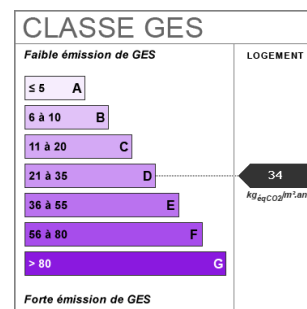 CLASSE GES
Faible émission de GES
LOGEMENT
≤ 5 A
6 à 10 B
11 à 20 C
21 à 35 D
34
kgéqCO2/m².an
36 à 55 E
56 à 80 F
> 80 G
Forte émission de GES